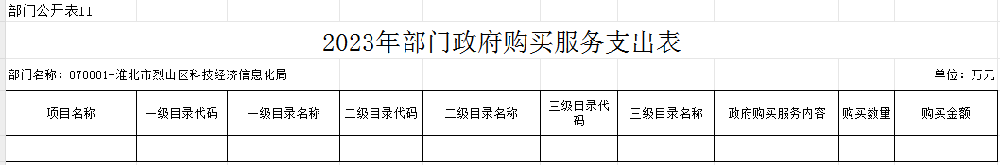 部门公开表11
2023年部门政府购买服务支出表
部门名称：070001-淮北市烈山区科技经济信息化局 单位：万元
项目名称 一级目录代码 一级目录名称 二级目录代码 二级目录名称 三级目录代码 三级目录名称 政府购买服务内容 购买数量 购买金额